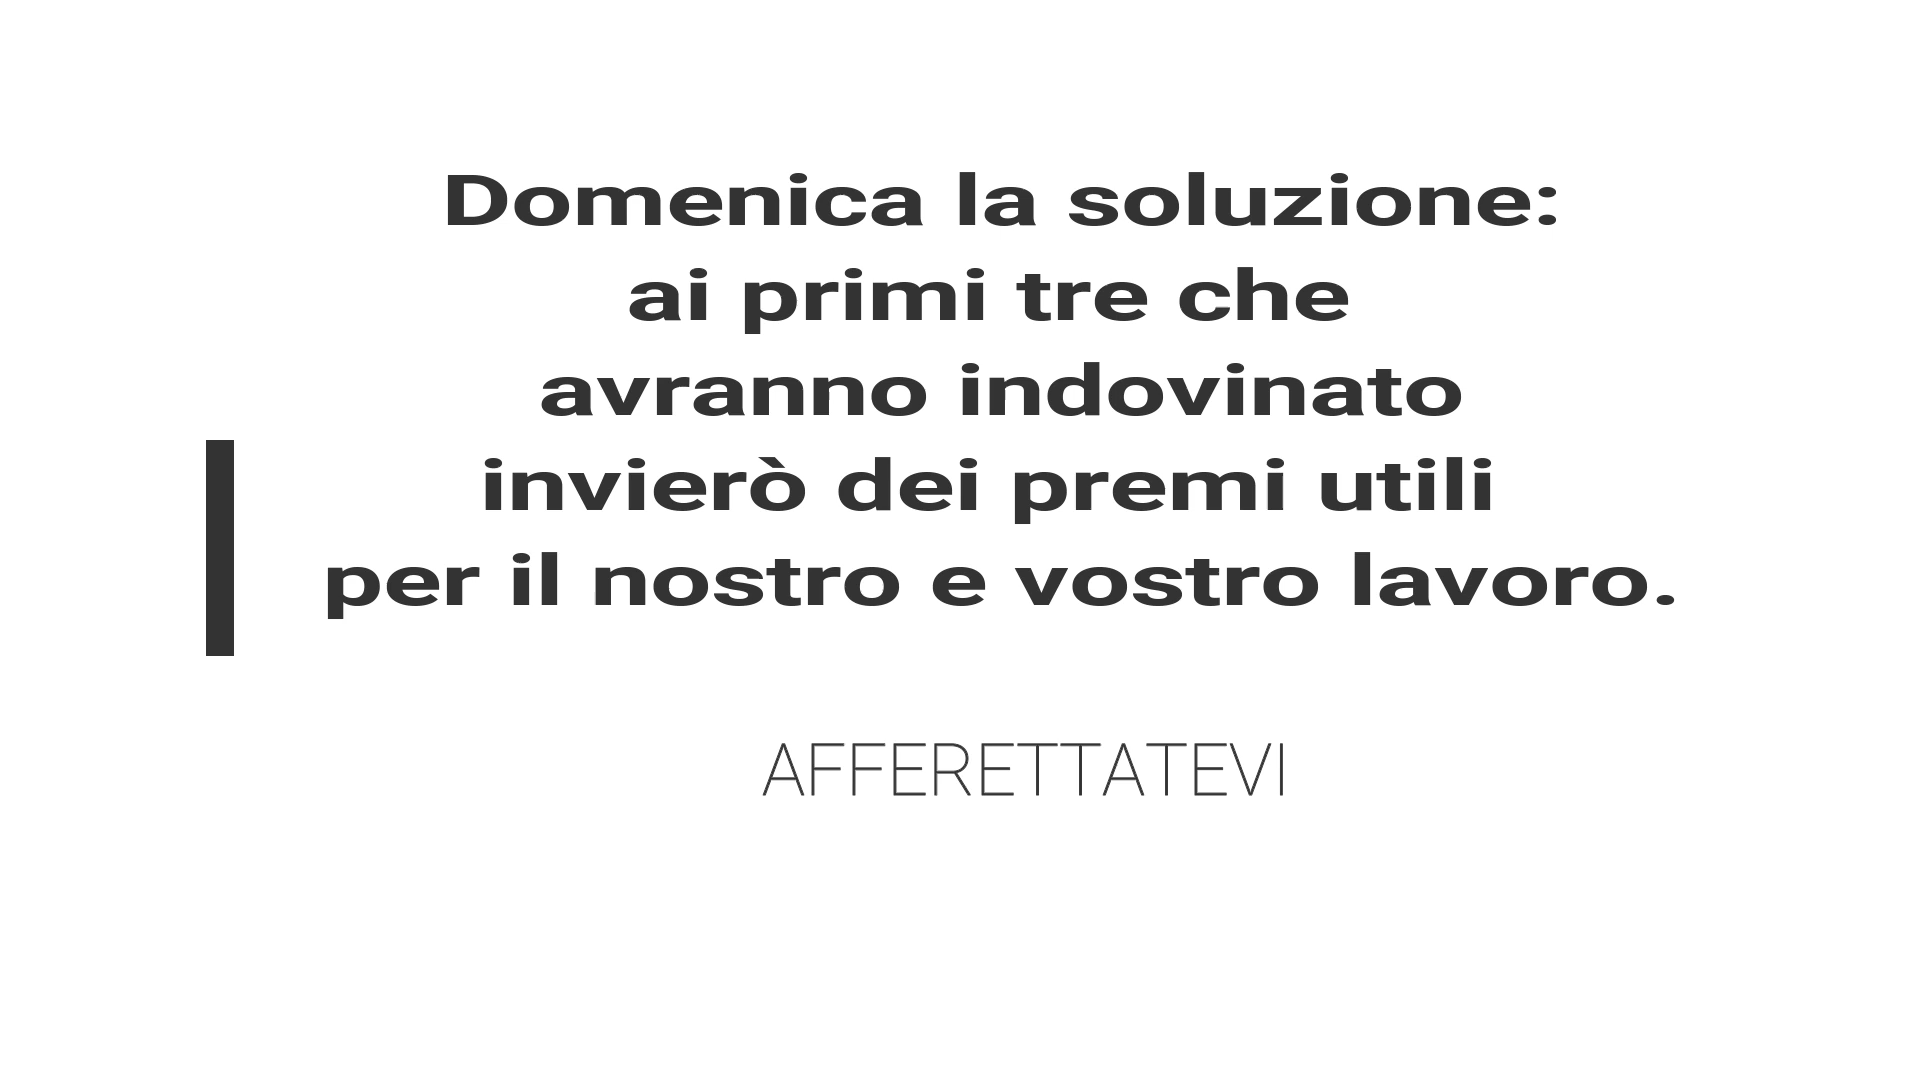 Domenica la soluzione:
ai primi tre che
avranno indovinato
invierò dei premi utili
per il nostro e vostro lavoro.
AFFERETTATEVI